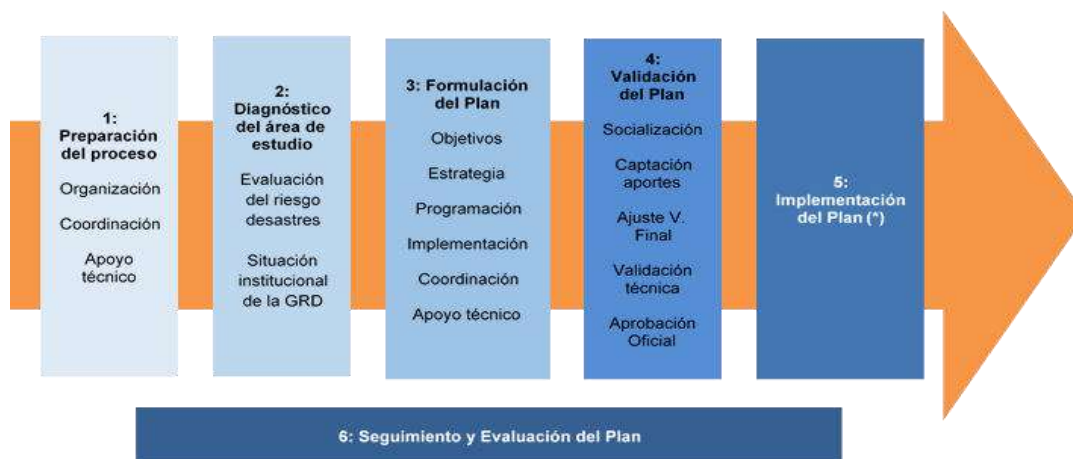 1:
Preparación
del proceso
Organización
Coordinación
Apoyo
técnico
2:
Diagnóstico
del área de
estudio
Evaluación
del riesgo
desastres
Situación
institucional
de la GRD
3: Formulación
del Plan
Objetivos
Estrategia
Programación
Implementación
Coordinación
Apoyo técnico
4:
Validación
del Plan
Socialización
Captación
aportes
Ajuste V.
Final
Validación
técnica
Aprobación
Oficial
5:
Implementación
del Plan (*)
6: Seguimiento y Evaluación del Plan